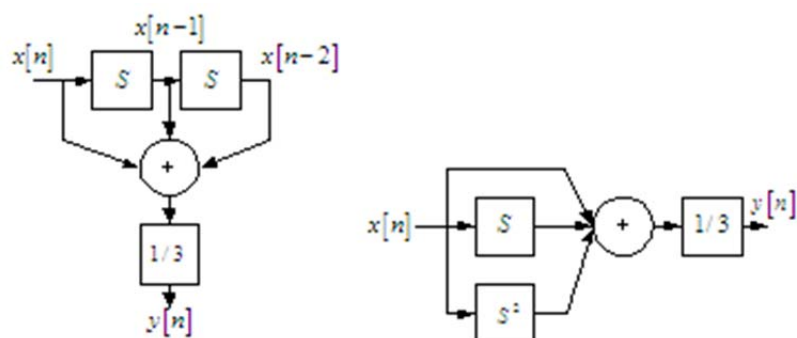 x[n−1]
x[n] S S x[n−2]
+
1/3
y[n]
x[n] S + 1/3 y[n]
S²